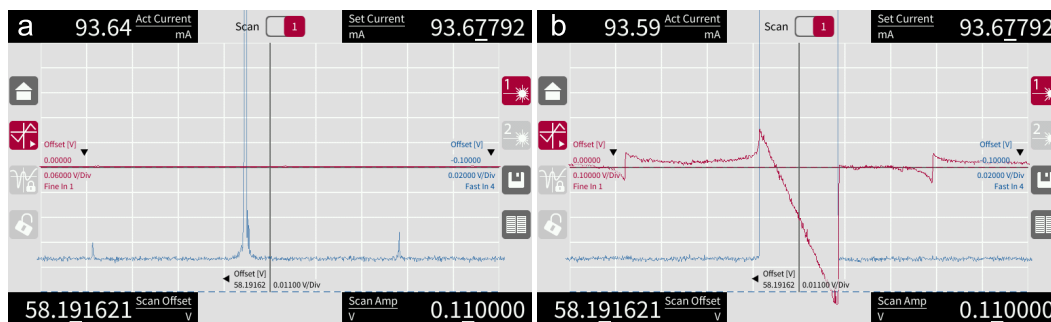 a
93.64 Act Current mA
Scan 1
Set Current mA 93.67792
1
2
Offset [V]
0.00000
0.06000 V/Div
Fine In 1
Offset [V]
-0.10000
0.02000 V/Div
Fast In 4
Offset [V]
58.19162 0.01100 V/Div
58.191621 Scan Offset V
Scan Amp V 0.110000
b
93.59 Act Current mA
Scan 1
Set Current mA 93.67792
1
2
Offset [V]
0.00000
0.10000 V/Div
Fine In 1
Offset [V]
-0.10000
0.02000 V/Div
Fast In 4
Offset [V]
58.19162 0.01100 V/Div
58.191621 Scan Offset V
Scan Amp V 0.110000